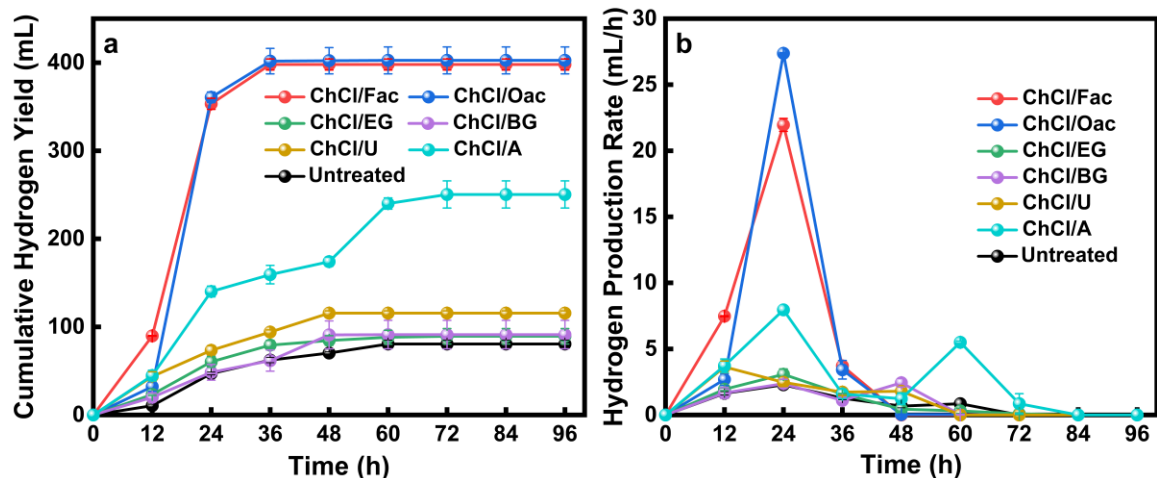 a
Cumulative Hydrogen Yield (mL)
400
300
200
100
0
ChCl/Fac ChCl/Oac
ChCl/EG ChCl/BG
ChCl/U ChCl/A
Untreated
0 12 24 36 48 60 72 84 96
Time (h)
b
Hydrogen Production Rate (mL/h)
30
25
20
15
10
5
0
ChCl/Fac
ChCl/Oac
ChCl/EG
ChCl/BG
ChCl/U
ChCl/A
Untreated
0 12 24 36 48 60 72 84 96
Time (h)